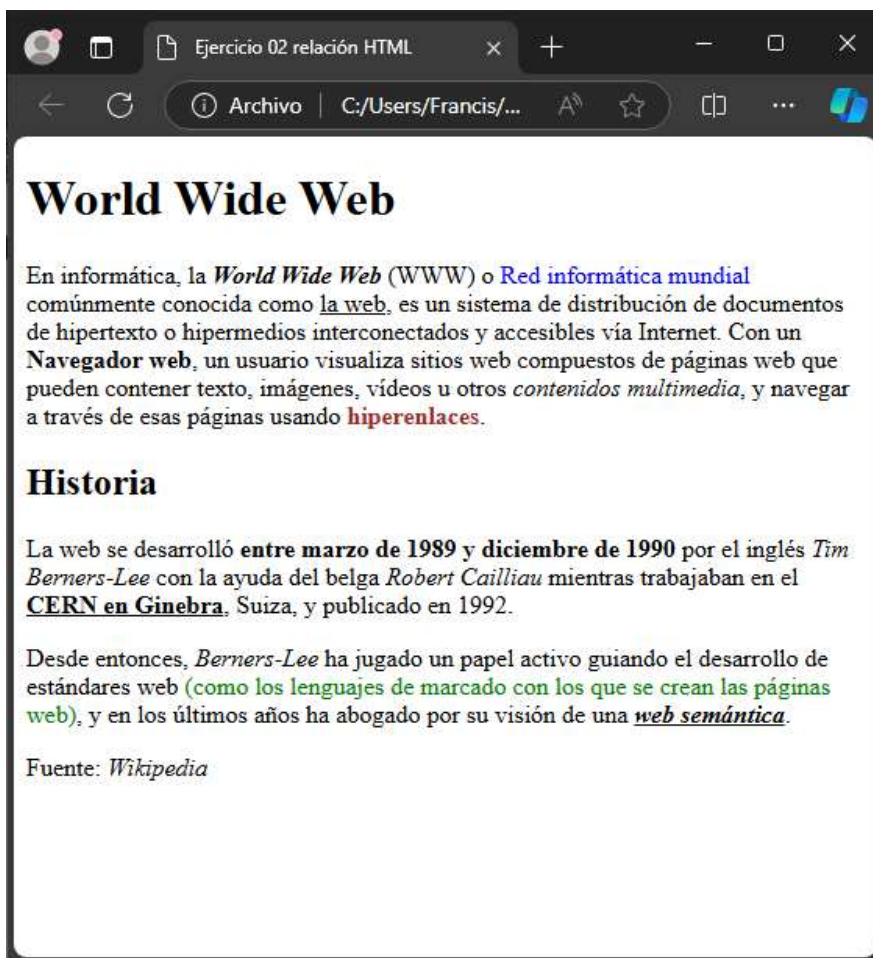 Ejercicio 02 relación HTML
Archivo | C:/Users/Francis/...
World Wide Web
En informática, la World Wide Web (WWW) o Red informática mundial
comúnmente conocida como la web, es un sistema de distribución de documentos
de hipertexto o hipermedios interconectados y accesibles vía Internet. Con un
Navegador web, un usuario visualiza sitios web compuestos de páginas web que
pueden contener texto, imágenes, vídeos u otros contenidos multimedia, y navegar
a través de esas páginas usando hiperenlaces.
Historia
La web se desarrolló entre marzo de 1989 y diciembre de 1990 por el inglés Tim
Berners-Lee con la ayuda del belga Robert Cailliau mientras trabajaban en el
CERN en Ginebra, Suiza, y publicado en 1992.
Desde entonces, Berners-Lee ha jugado un papel activo guiando el desarrollo de
estándares web (como los lenguajes de marcado con los que se crean las páginas
web), y en los últimos años ha abogado por su visión de una web semántica.
Fuente: Wikipedia